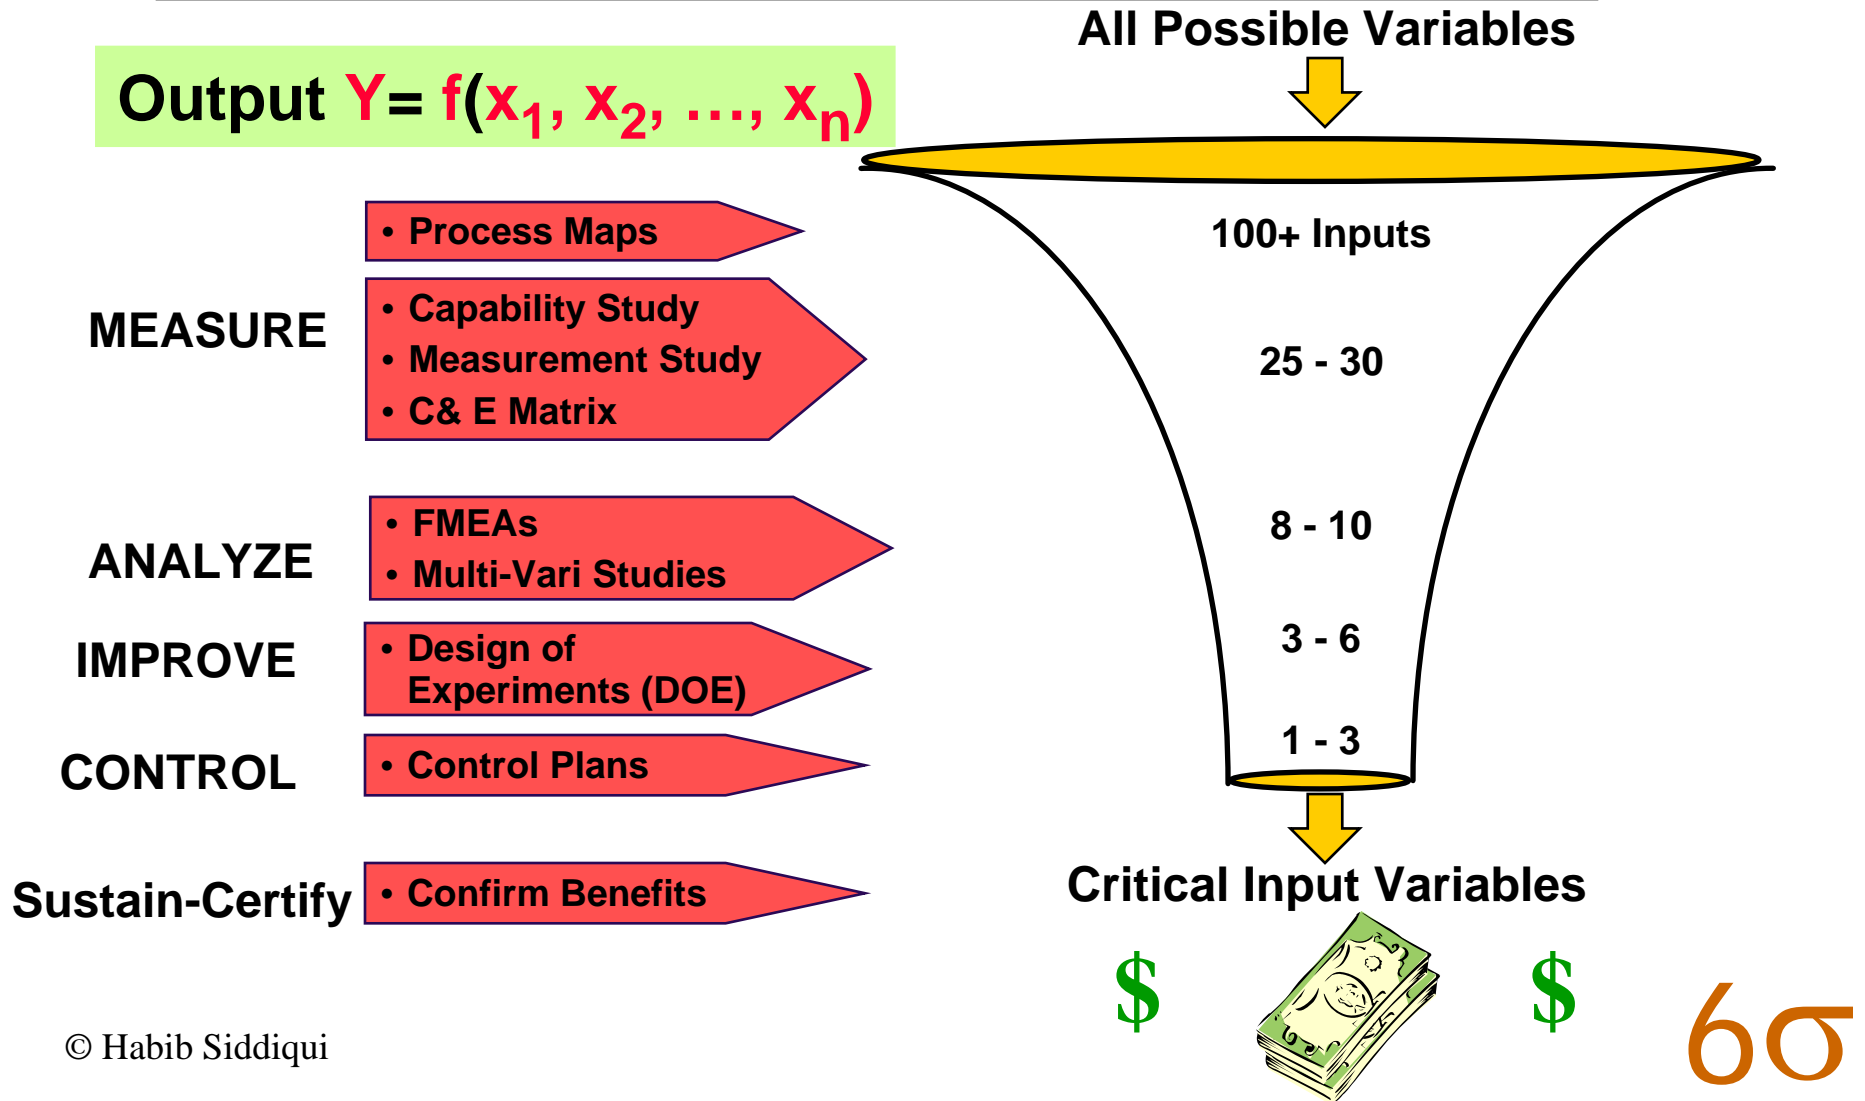 All Possible Variables
Output Y= f(x1, x2, …, xn)
• Process Maps
100+ Inputs
MEASURE
• Capability Study
• Measurement Study
• C& E Matrix
25 - 30
ANALYZE
• FMEAs
• Multi-Vari Studies
8 - 10
IMPROVE
• Design of
Experiments (DOE)
3 - 6
CONTROL
• Control Plans
1 - 3
Sustain-Certify
• Confirm Benefits
Critical Input Variables
$ $
6σ
© Habib Siddiqui